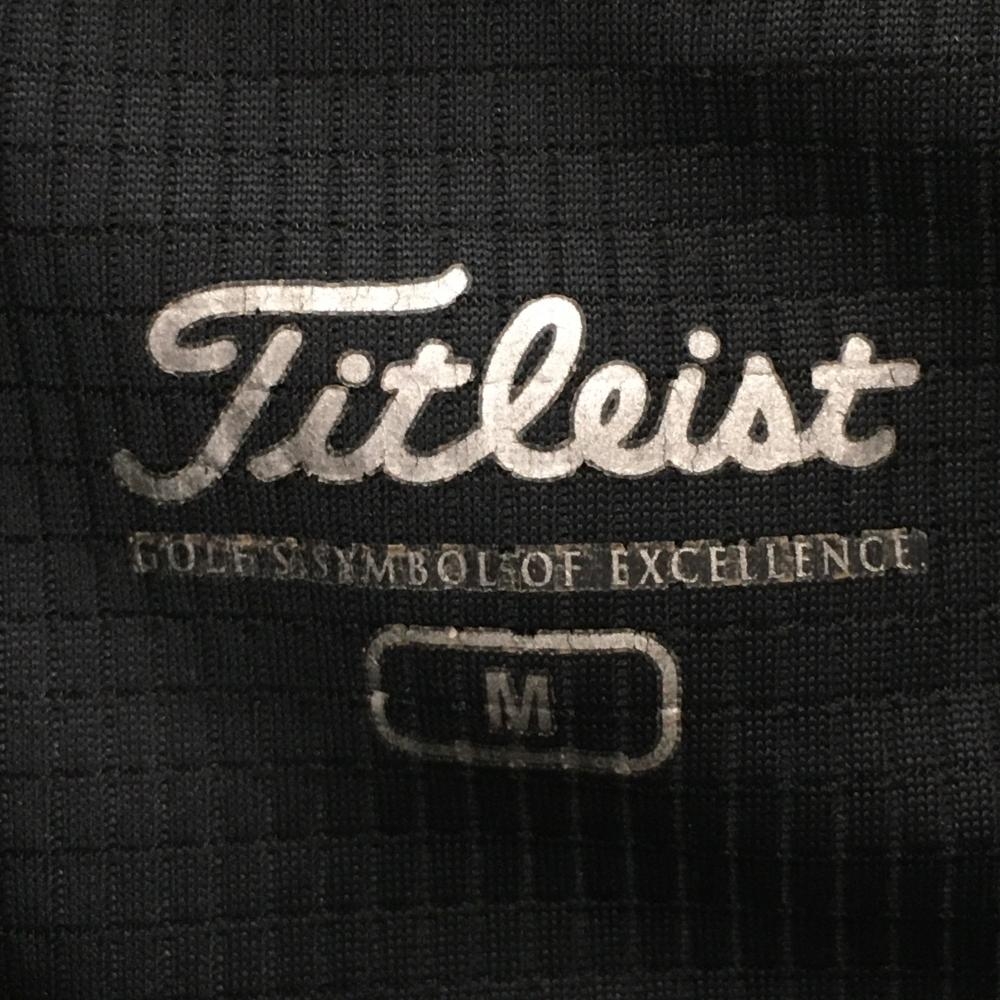 Titleist
GOLF'S SYMBOL OF EXCELLENCE.
M